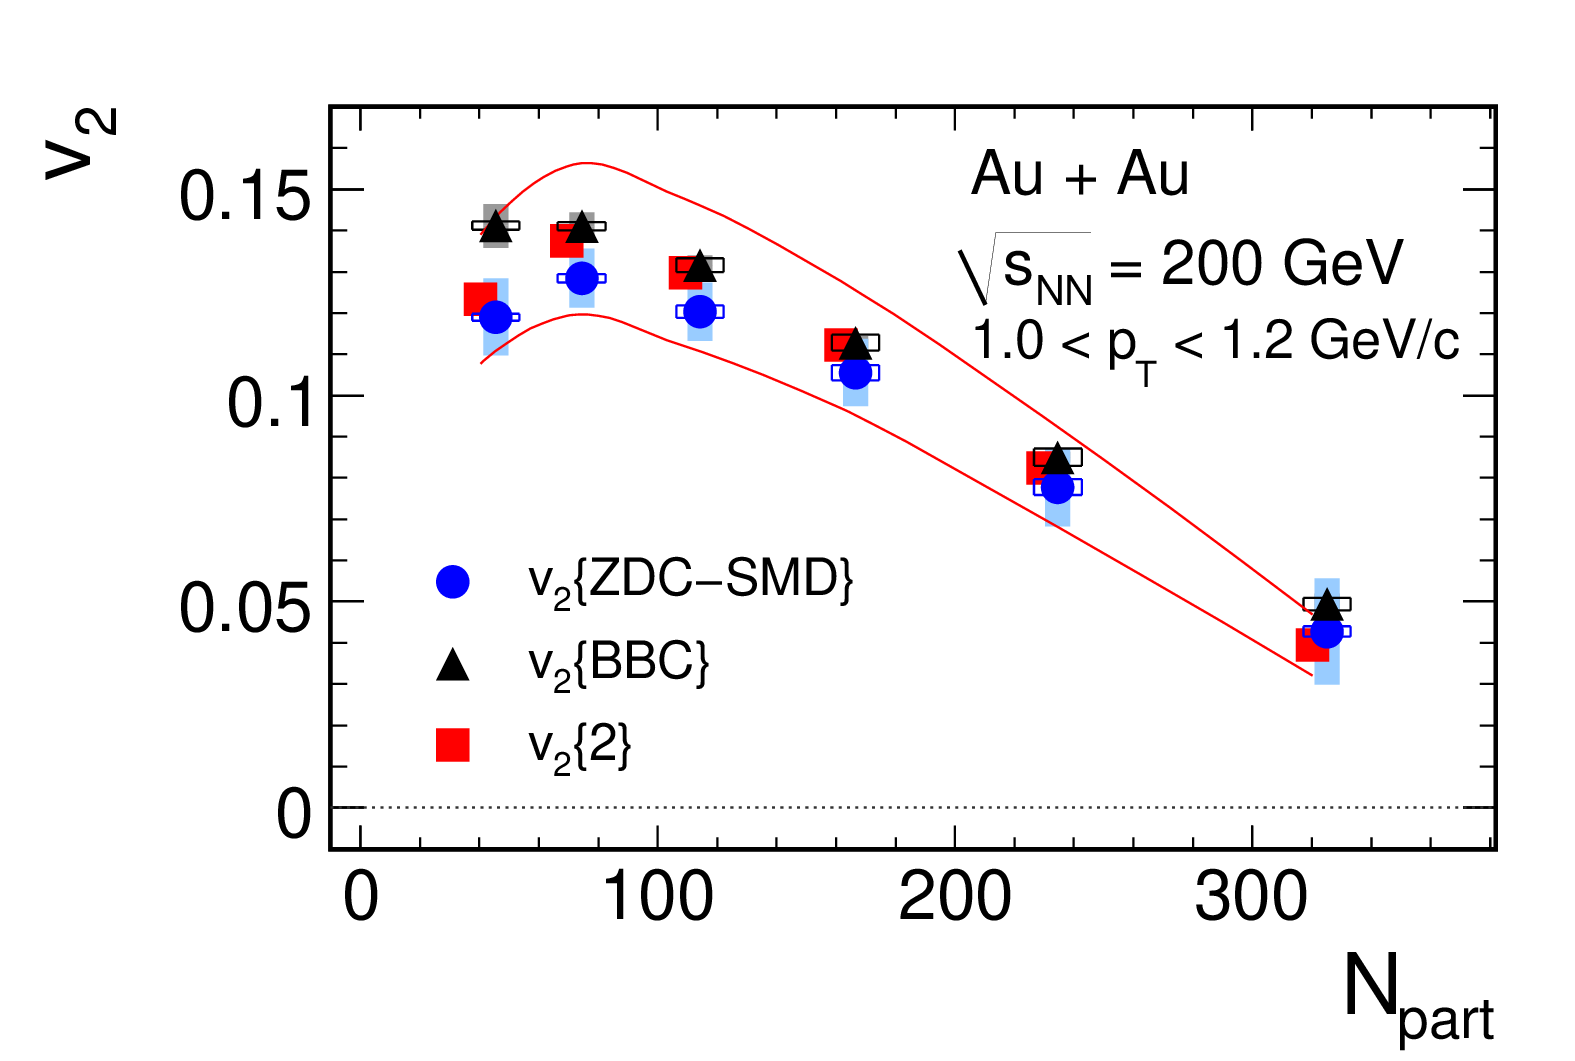 v2
0.15
0.1
0.05
0
Au + Au
√sNN = 200 GeV
1.0 < pT < 1.2 GeV/c
v2{ZDC−SMD}
v2{BBC}
v2{2}
0 100 200 300
Npart